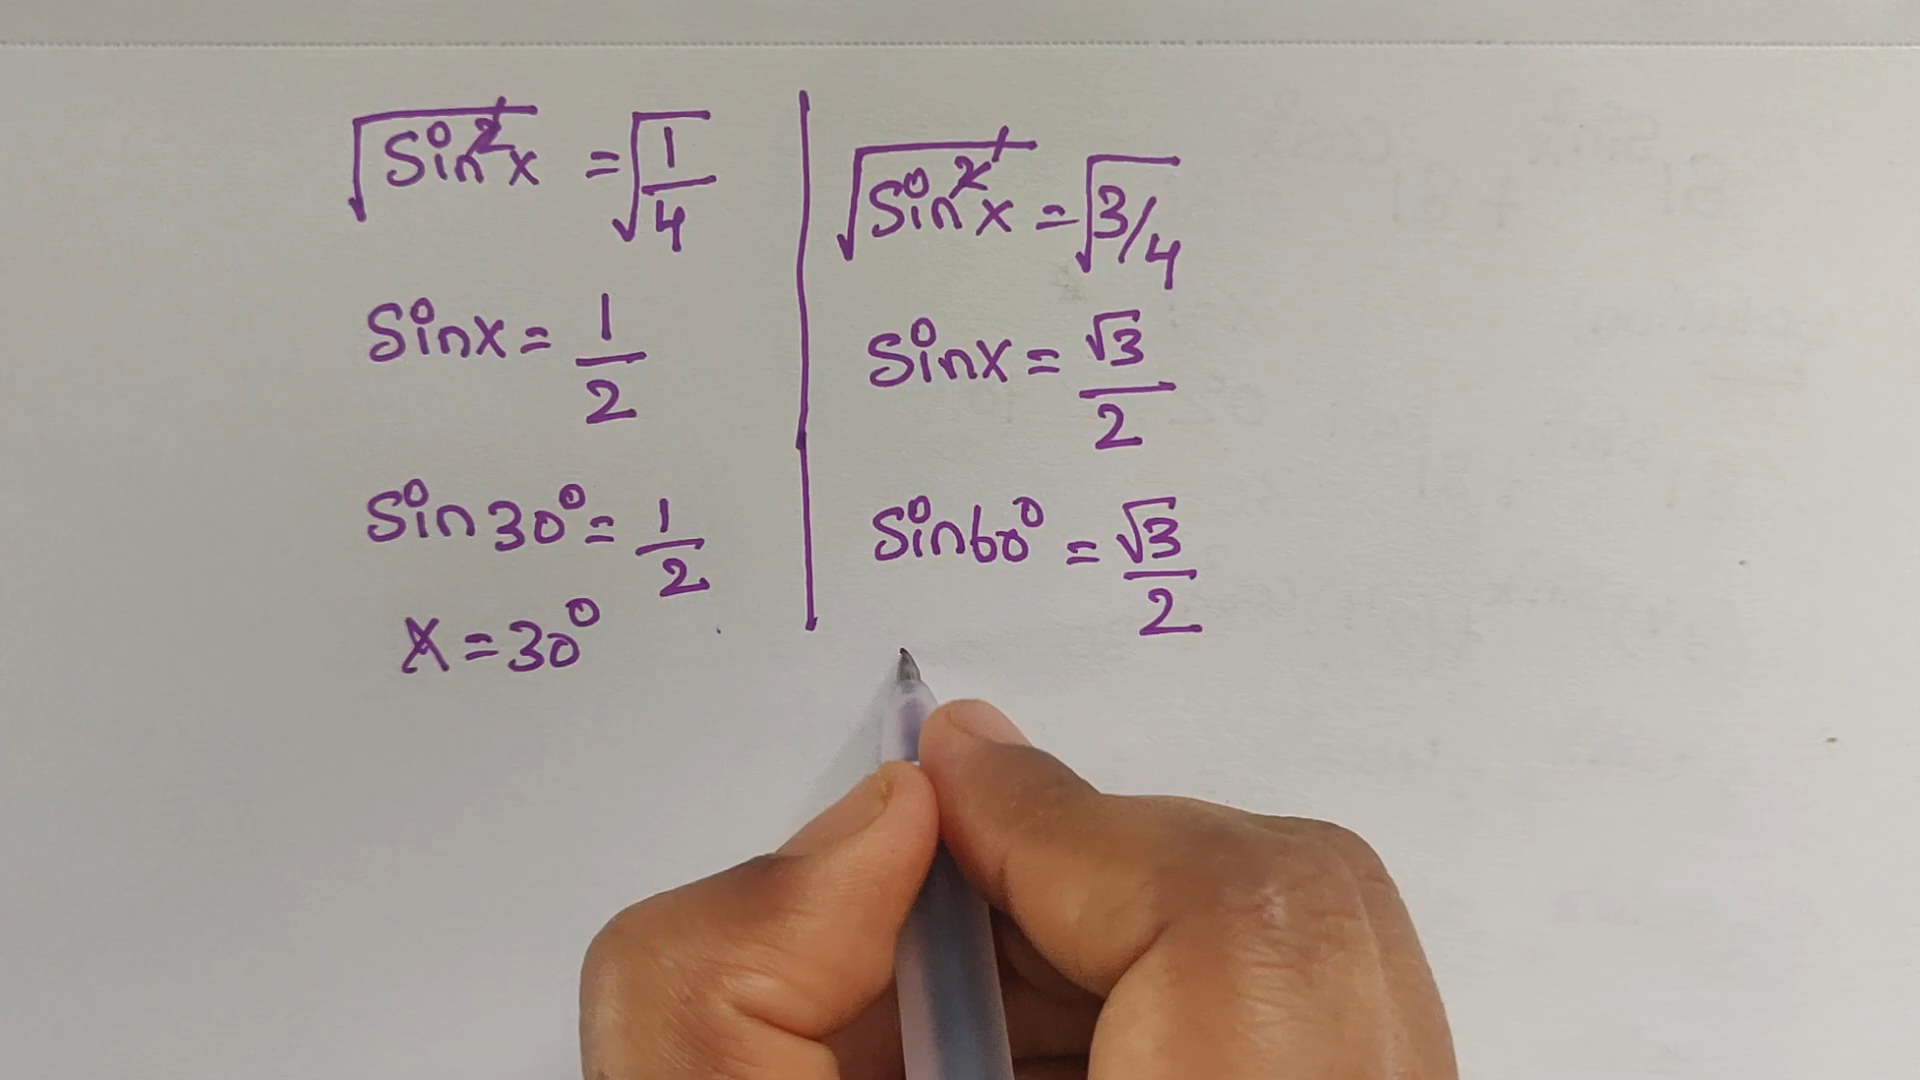 √sin²x = √1/4
sinx = 1/2
sin30° = 1/2
x = 30°
√sin²x = √3/4
sinx = √3/2
sin60° = √3/2